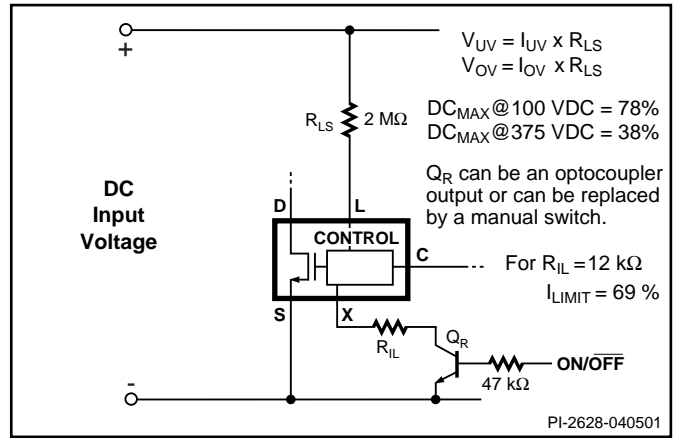 +
V_UV = I_UV x R_LS
V_OV = I_OV x R_LS
R_LS 2 MΩ
DC_MAX@100 VDC = 78%
DC_MAX@375 VDC = 38%
Q_R can be an optocoupler
output or can be replaced
by a manual switch.
DC
Input
Voltage
D
L
CONTROL
C
For R_IL = 12 kΩ
I_LIMIT = 69 %
S
X
R_IL
Q_R
47 kΩ
ON/O̅F̅F̅
-
PI-2628-040501